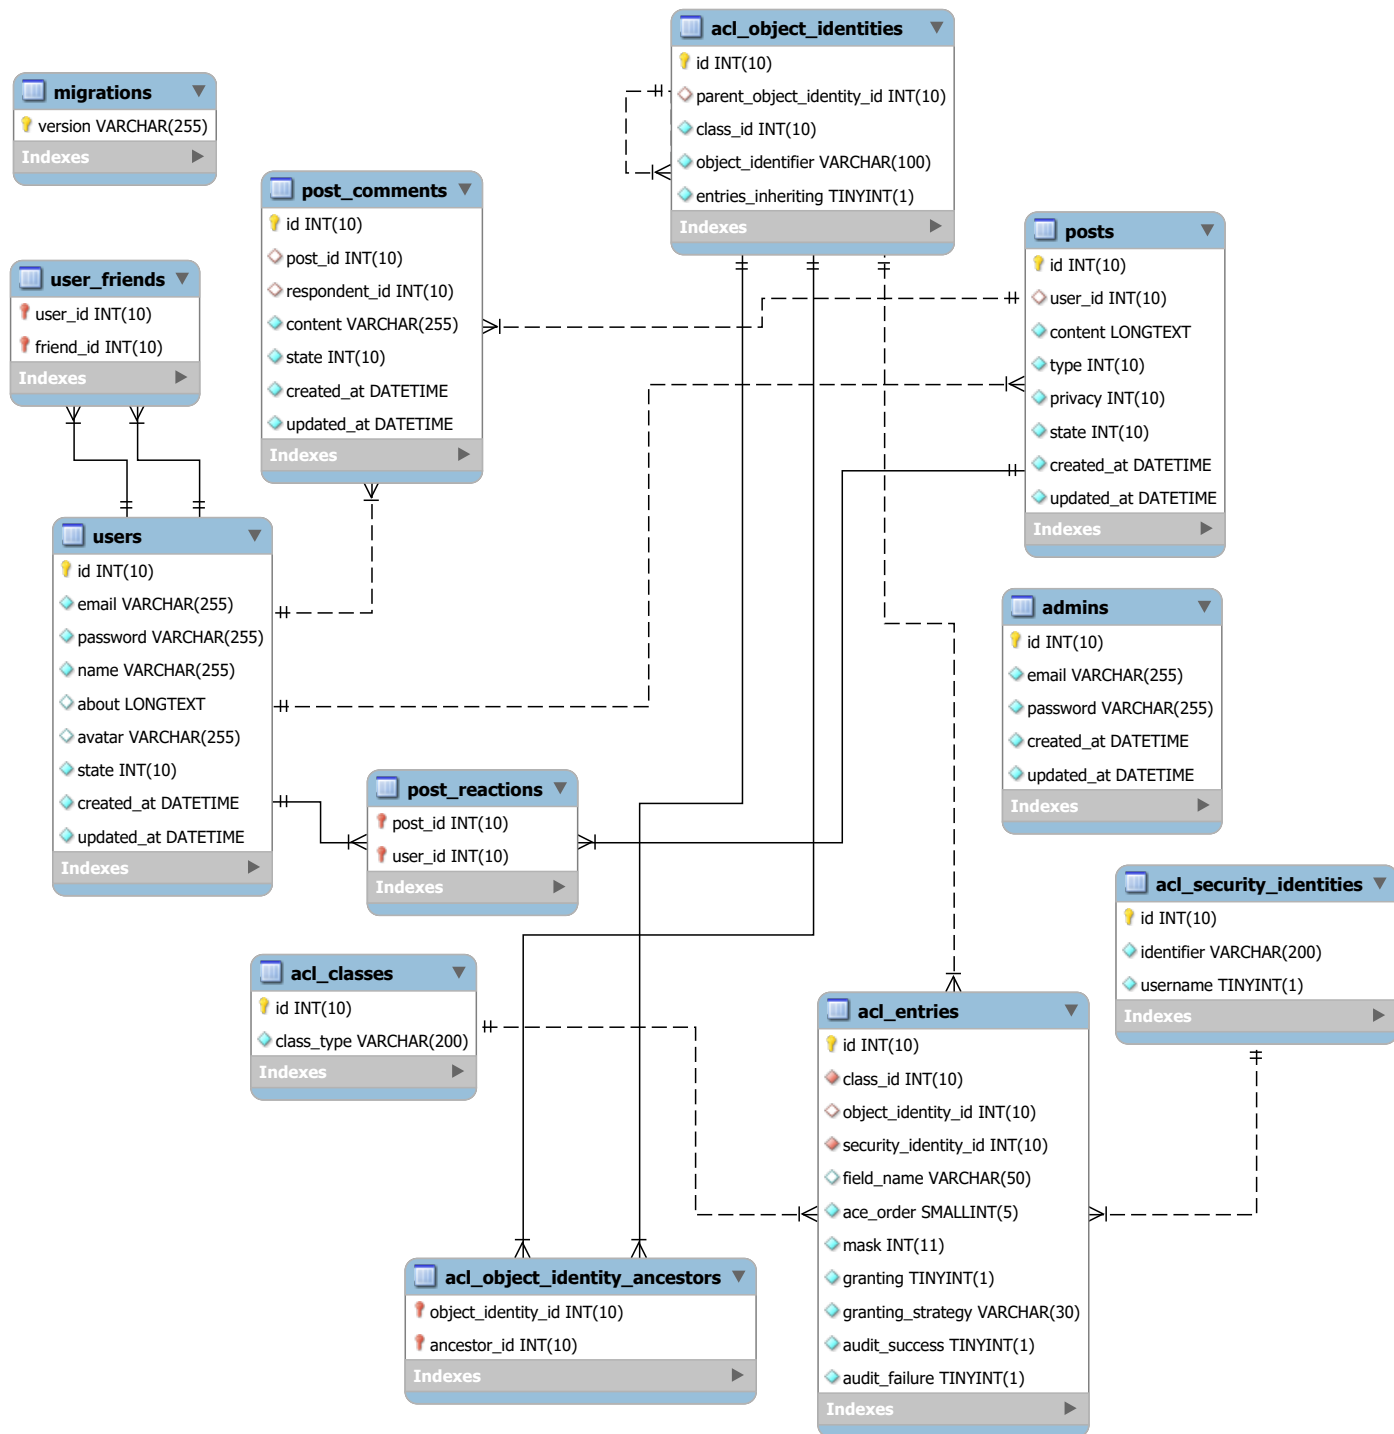 acl_object_identities
id INT(10)
parent_object_identity_id INT(10)
class_id INT(10)
object_identifier VARCHAR(100)
entries_inheriting TINYINT(1)
Indexes
migrations
version VARCHAR(255)
Indexes
post_comments
id INT(10)
post_id INT(10)
respondent_id INT(10)
content VARCHAR(255)
state INT(10)
created_at DATETIME
updated_at DATETIME
Indexes
posts
id INT(10)
user_id INT(10)
content LONGTEXT
type INT(10)
privacy INT(10)
state INT(10)
created_at DATETIME
updated_at DATETIME
Indexes
user_friends
user_id INT(10)
friend_id INT(10)
Indexes
users
id INT(10)
email VARCHAR(255)
password VARCHAR(255)
name VARCHAR(255)
about LONGTEXT
avatar VARCHAR(255)
state INT(10)
created_at DATETIME
updated_at DATETIME
Indexes
admins
id INT(10)
email VARCHAR(255)
password VARCHAR(255)
created_at DATETIME
updated_at DATETIME
Indexes
post_reactions
post_id INT(10)
user_id INT(10)
Indexes
acl_security_identities
id INT(10)
identifier VARCHAR(200)
username TINYINT(1)
Indexes
acl_classes
id INT(10)
class_type VARCHAR(200)
Indexes
acl_entries
id INT(10)
class_id INT(10)
object_identity_id INT(10)
security_identity_id INT(10)
field_name VARCHAR(50)
ace_order SMALLINT(5)
mask INT(11)
granting TINYINT(1)
granting_strategy VARCHAR(30)
audit_success TINYINT(1)
audit_failure TINYINT(1)
Indexes
acl_object_identity_ancestors
object_identity_id INT(10)
ancestor_id INT(10)
Indexes